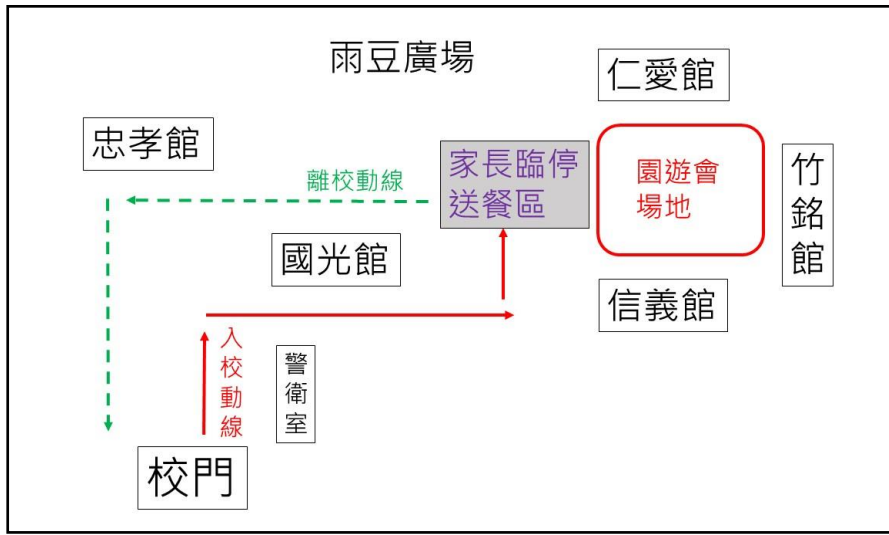 雨豆廣場
仁愛館
忠孝館
家長臨停
送餐區
園遊會
場地
竹銘館
離校動線
國光館
信義館
入校動線
警衛室
校門